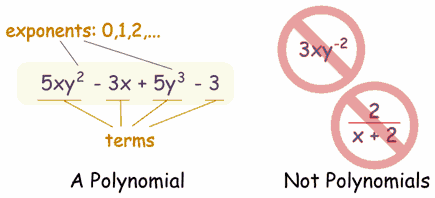 exponents: 0,1,2,...
5xy² - 3x + 5y³ - 3
terms
A Polynomial
3xy⁻²
2
x + 2
Not Polynomials